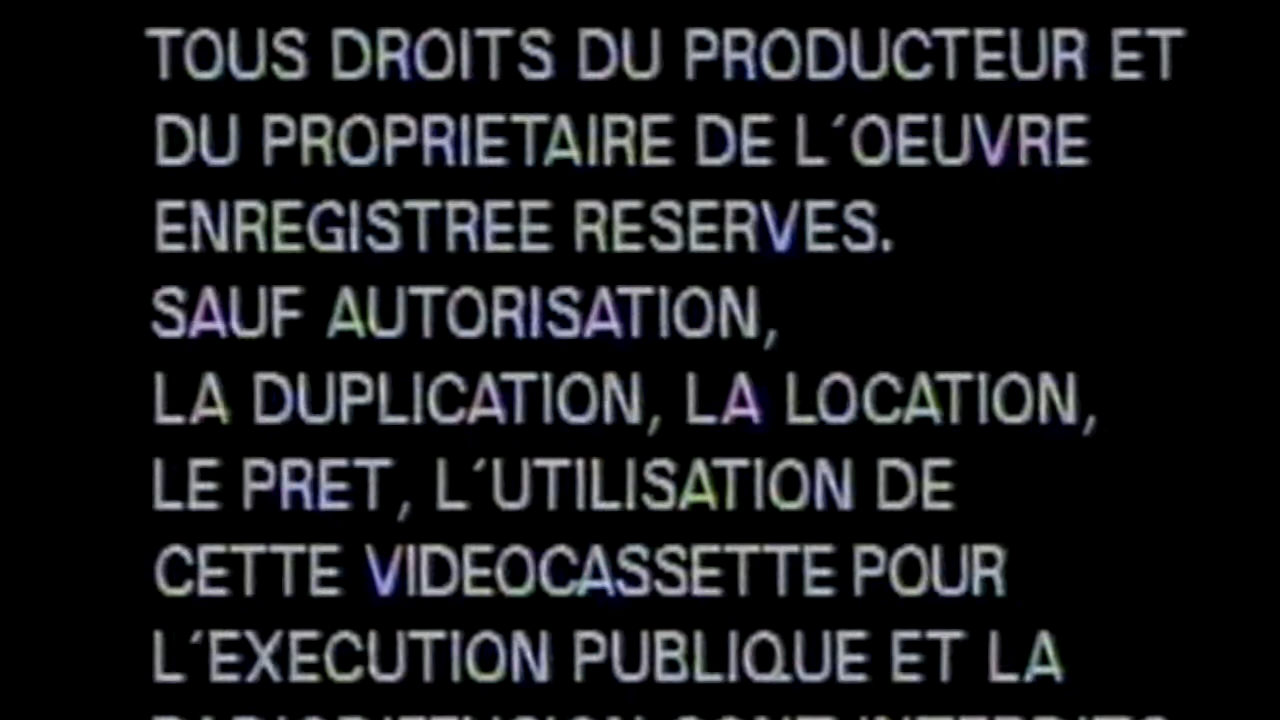 TOUS DROITS DU PRODUCTEUR ET
DU PROPRIETAIRE DE L´OEUVRE
ENREGISTREE RESERVES.
SAUF AUTORISATION,
LA DUPLICATION, LA LOCATION,
LE PRET, L´UTILISATION DE
CETTE VIDEOCASSETTE POUR
L´EXECUTION PUBLIQUE ET LA